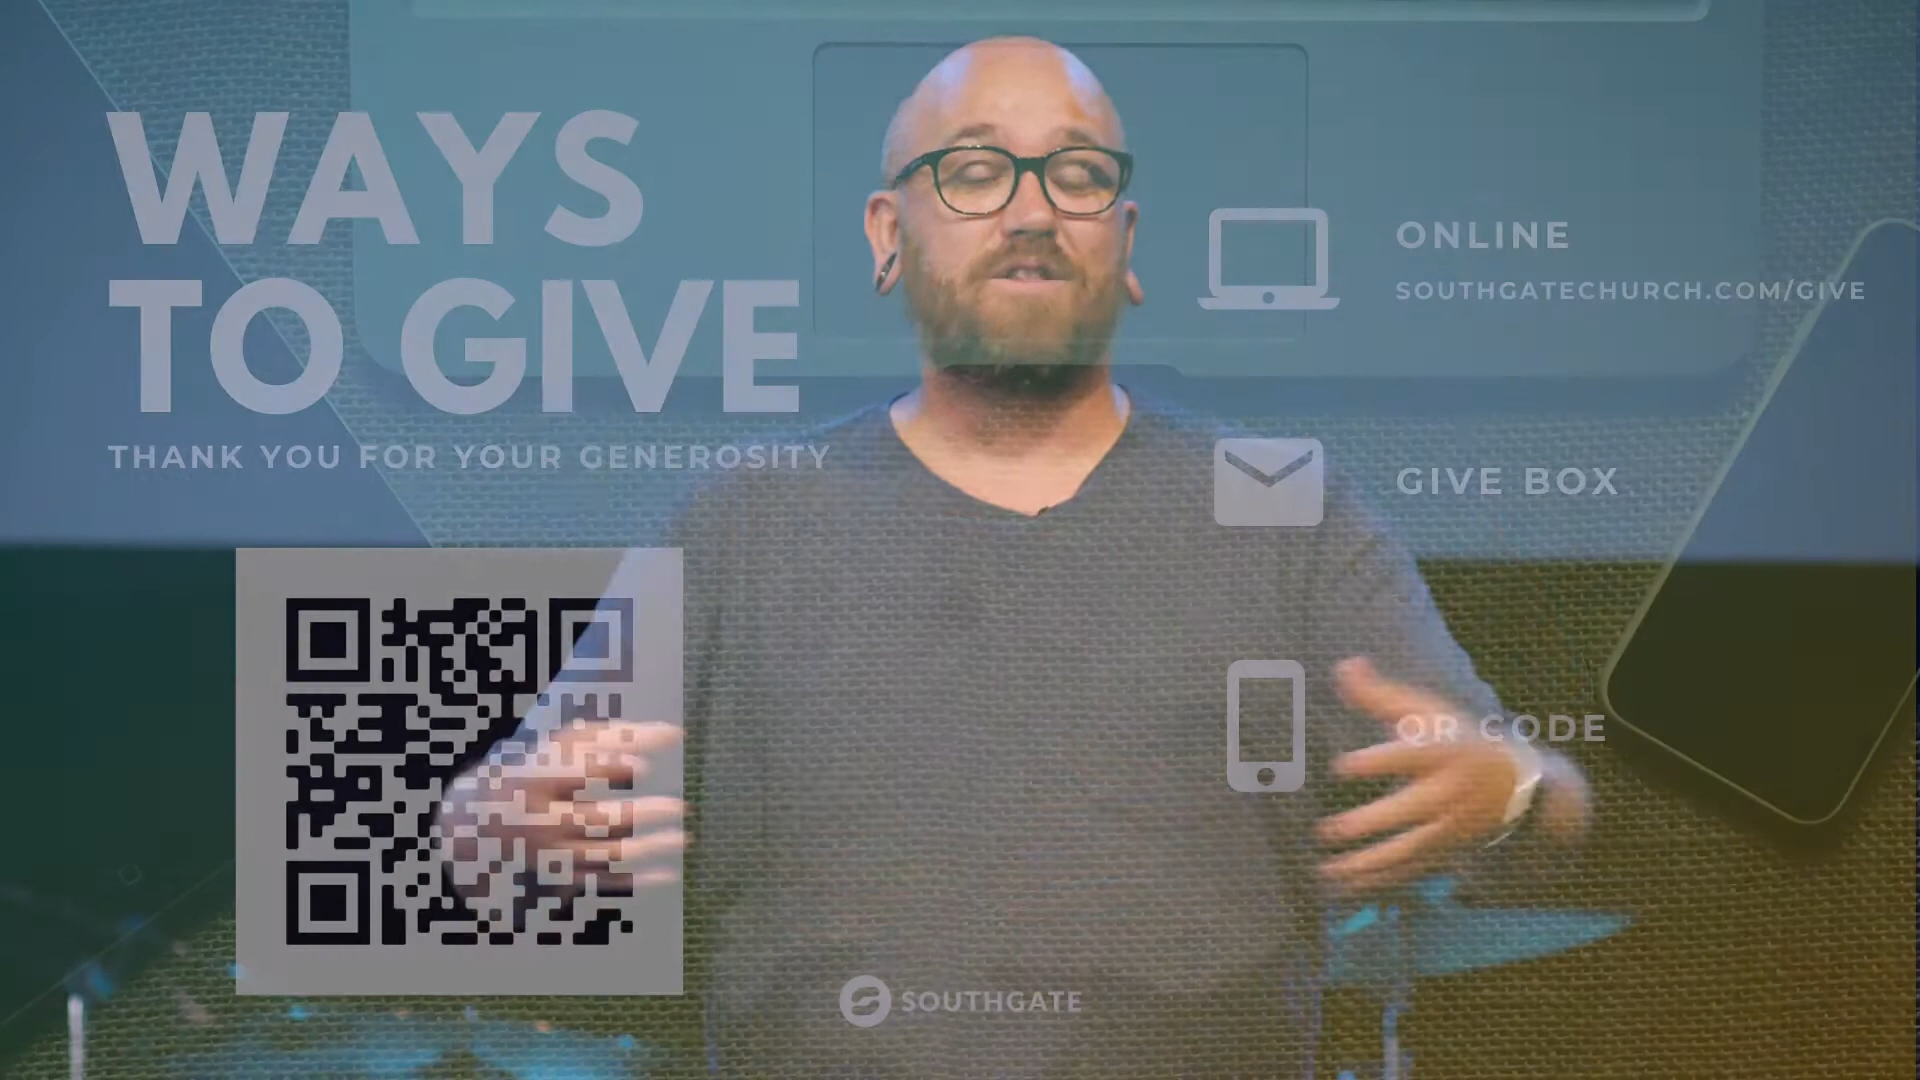 WAYS
TO GIVE
THANK YOU FOR YOUR GENEROSITY
ONLINE
SOUTHGATECHURCH.COM/GIVE
GIVE BOX
QR CODE
SOUTHGATE